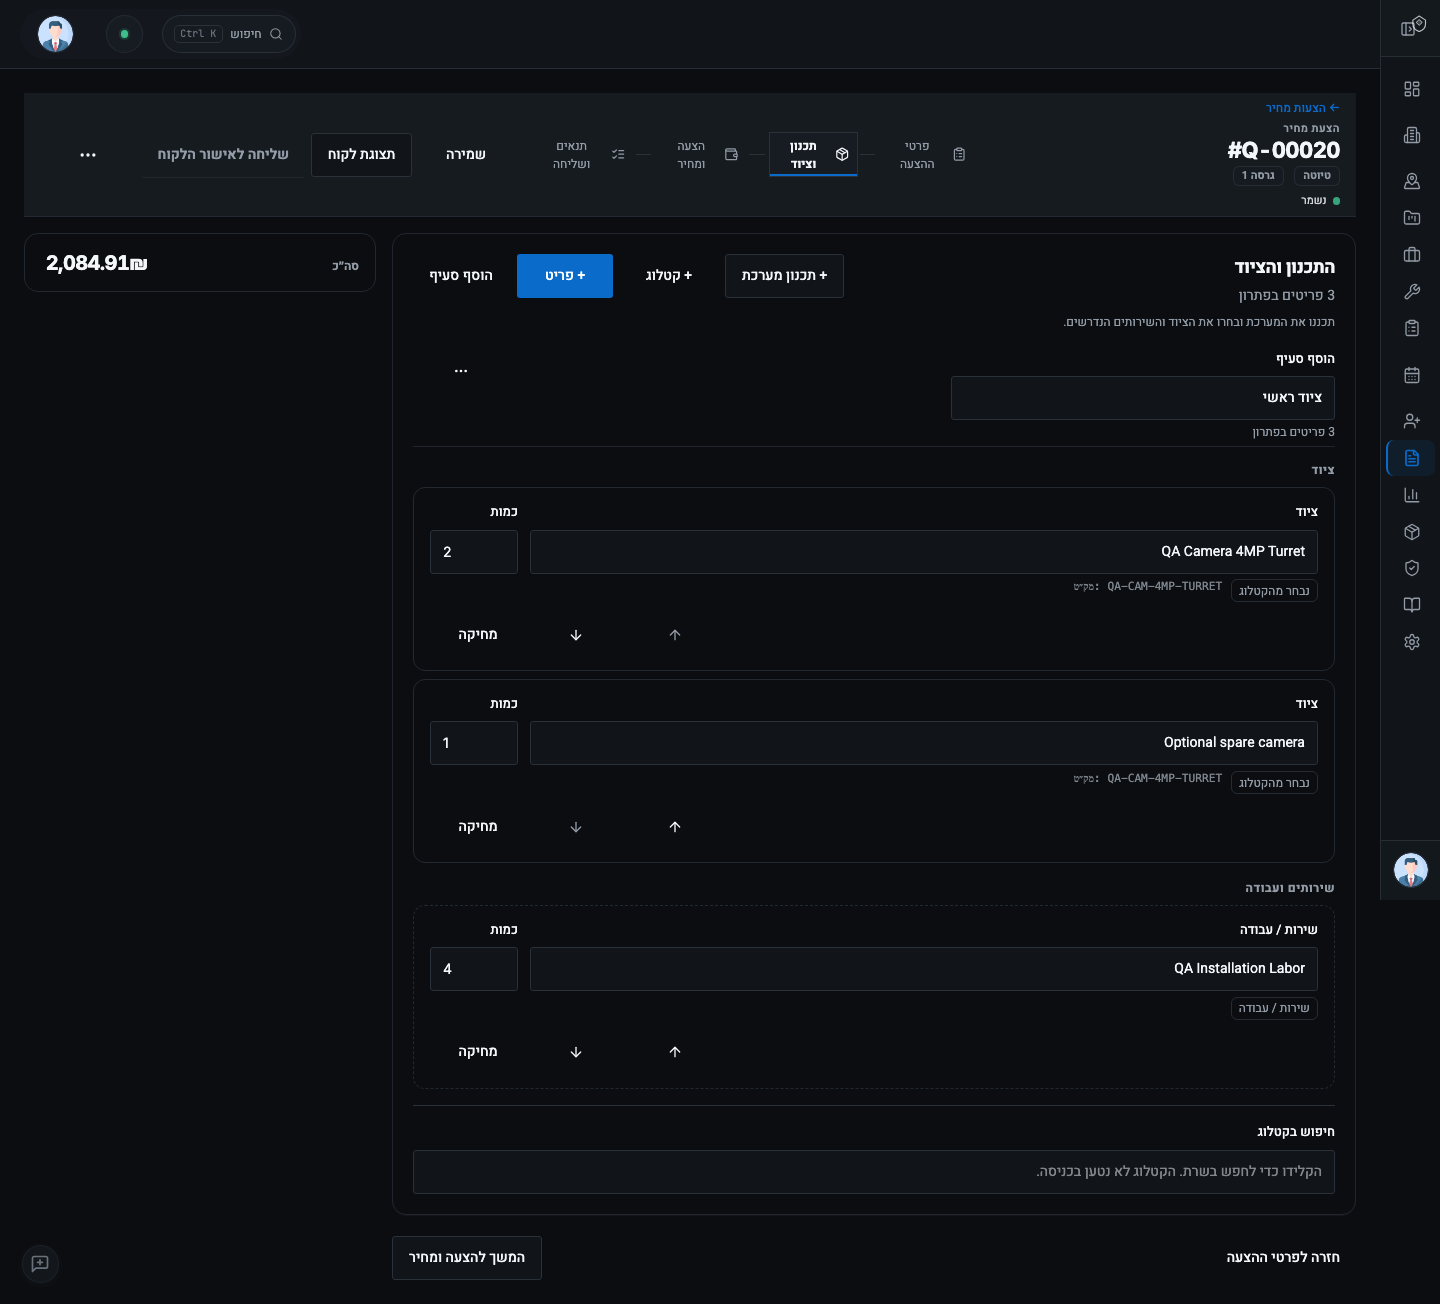 חיפוש Ctrl K
← הצעות מחיר
הצעת מחיר
#Q-00020
טיוטה
גרסה 1
נשמר
פרטי
ההצעה
תכנון
וציוד
הצעה
ומחיר
תנאים
ושליחה
שמירה
תצוגת לקוח
שליחה לאישור הלקוח
התכנון והציוד
3 פריטים בפתרון
תכננו את המערכת ובחרו את הציוד והשירותים הנדרשים.
+ תכנון מערכת
+ קטלוג
+ פריט
הוסף סעיף
סה״כ
₪2,084.91
הוסף סעיף
ציוד ראשי
3 פריטים בפתרון
ציוד
ציוד
כמות
QA Camera 4MP Turret
2
נבחר מהקטלוג
מק״ט: QA-CAM-4MP-TURRET
↑
↓
מחיקה
ציוד
כמות
Optional spare camera
1
נבחר מהקטלוג
מק״ט: QA-CAM-4MP-TURRET
↑
↓
מחיקה
שירותים ועבודה
שירות / עבודה
כמות
QA Installation Labor
4
שירות / עבודה
↑
↓
מחיקה
חיפוש בקטלוג
הקלידו כדי לחפש בשרת. הקטלוג לא נטען בכניסה.
חזרה לפרטי ההצעה
המשך להצעה ומחיר